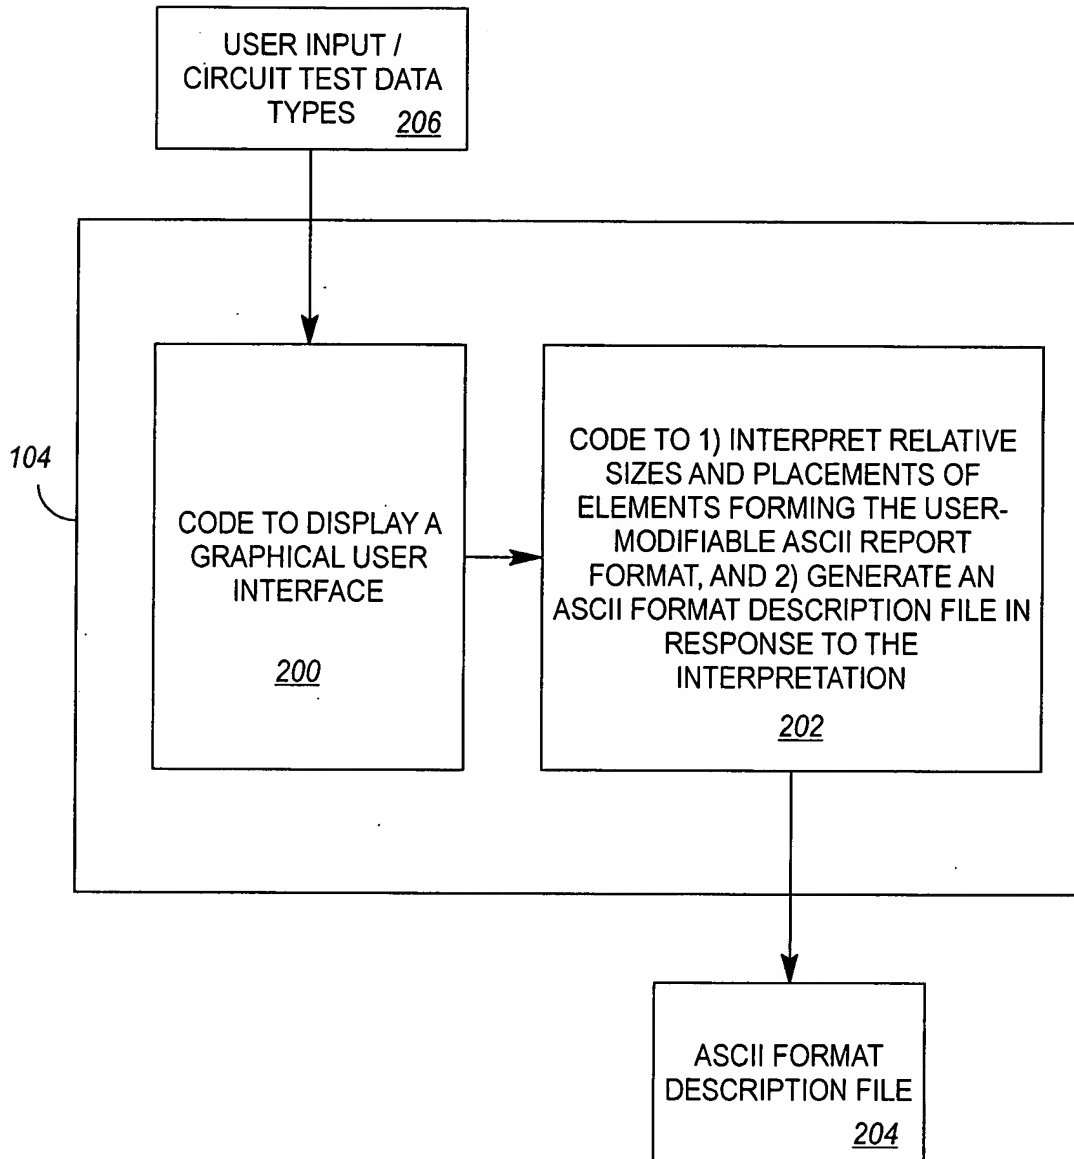 USER INPUT /
CIRCUIT TEST DATA
TYPES
206
104
CODE TO DISPLAY A
GRAPHICAL USER
INTERFACE
200
CODE TO 1) INTERPRET RELATIVE
SIZES AND PLACEMENTS OF
ELEMENTS FORMING THE USER-
MODIFIABLE ASCII REPORT
FORMAT, AND 2) GENERATE AN
ASCII FORMAT DESCRIPTION FILE IN
RESPONSE TO THE
INTERPRETATION
202
ASCII FORMAT
DESCRIPTION FILE
204